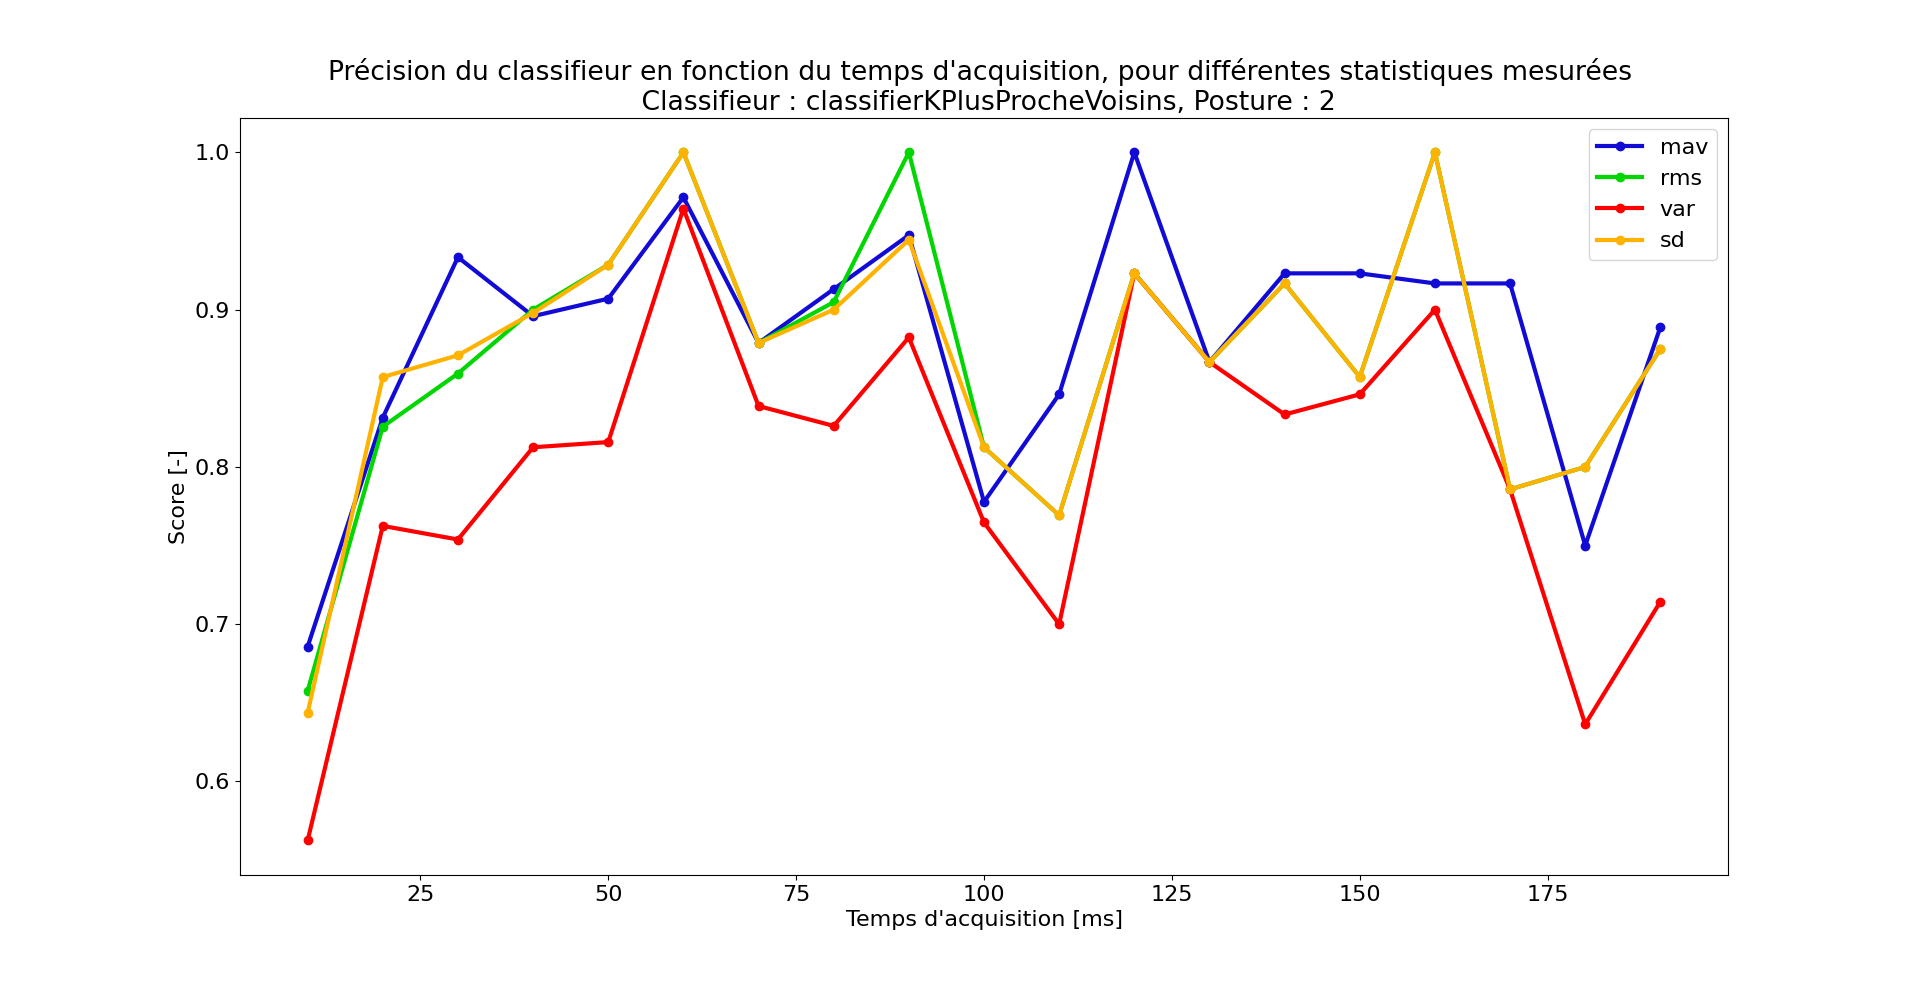 Précision du classifieur en fonction du temps d'acquisition, pour différentes statistiques mesurées
Classifieur : classifierKPlusProcheVoisins, Posture : 2
mav
rms
var
sd
Score [-]
1.0
0.9
0.8
0.7
0.6
25 50 75 100 125 150 175
Temps d'acquisition [ms]